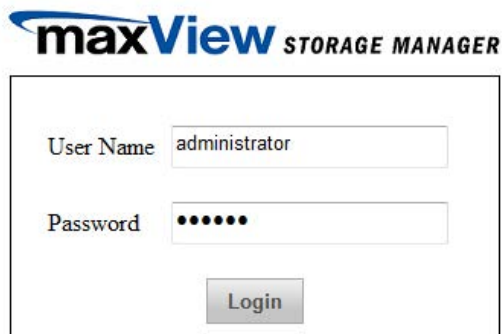 maxView STORAGE MANAGER
User Name administrator
Password ••••••
Login